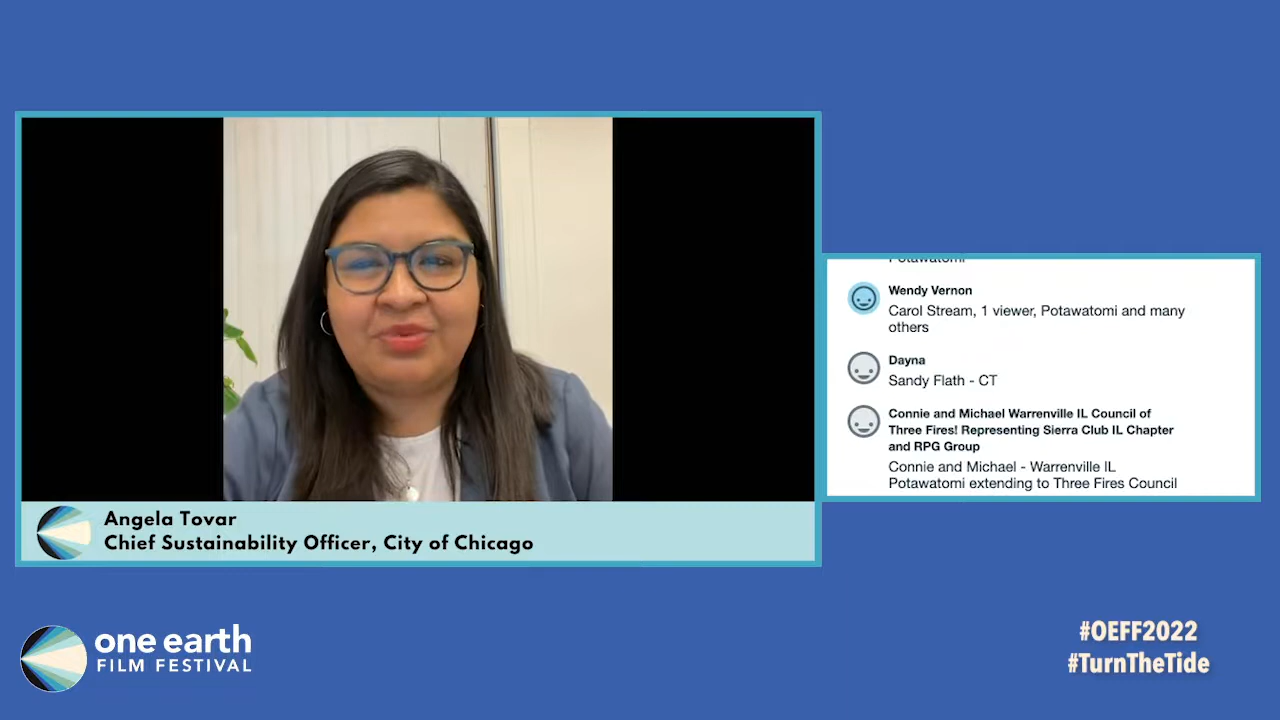 Potawatomi
Wendy Vernon
Carol Stream, 1 viewer, Potawatomi and many
others
Dayna
Sandy Flath - CT
Connie and Michael Warrenville IL Council of
Three Fires! Representing Sierra Club IL Chapter
and RPG Group
Connie and Michael - Warrenville IL
Potawatomi extending to Three Fires Council
Angela Tovar
Chief Sustainability Officer, City of Chicago
one earth
FILM FESTIVAL
#OEFF2022
#TurnTheTide